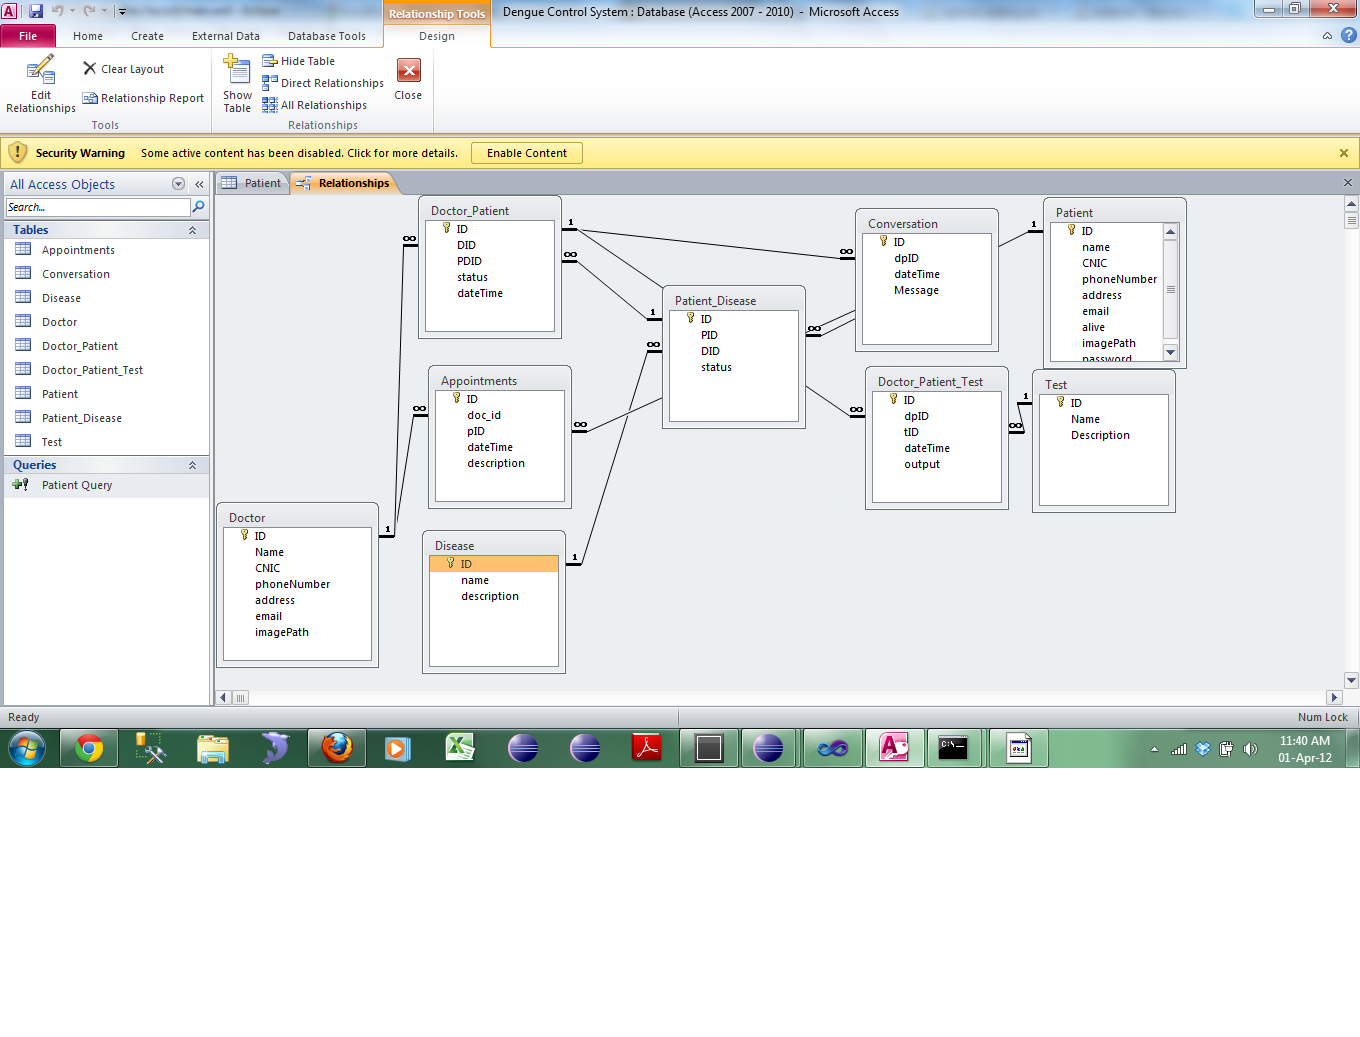 Relationship Tools
Dengue Control System : Database (Access 2007 - 2010) - Microsoft Access
File Home Create External Data Database Tools Design
Edit Relationships
Clear Layout
Relationship Report
Tools
Show Table
Hide Table
Direct Relationships
All Relationships
Close
Relationships
Security Warning Some active content has been disabled. Click for more details. Enable Content
All Access Objects
Search...
Tables
Appointments
Conversation
Disease
Doctor
Doctor_Patient
Doctor_Patient_Test
Patient
Patient_Disease
Test
Queries
Patient Query
Patient Relationships
Doctor_Patient
ID
DID
PDID
status
dateTime
1
∞
∞
Conversation
ID
dpID
dateTime
Message
∞
Patient
ID
name
CNIC
phoneNumber
address
email
alive
imagePath
password
1
Patient_Disease
ID
PID
DID
status
1
∞
∞
Appointments
ID
doc_id
pID
dateTime
description
∞
∞
Doctor_Patient_Test
ID
dpID
tID
dateTime
output
∞
∞
Test
ID
Name
Description
1
Doctor
ID
Name
CNIC
phoneNumber
address
email
imagePath
1
Disease
ID
name
description
1
Ready
Num Lock
C:\_
11:40 AM
01-Apr-12